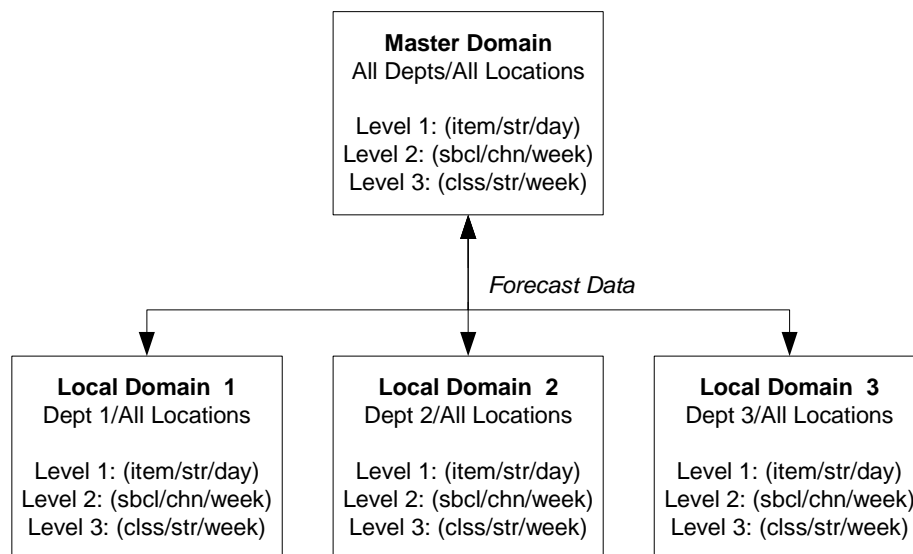 Master Domain
All Depts/All Locations
Level 1: (item/str/day)
Level 2: (sbcl/chn/week)
Level 3: (clss/str/week)
Forecast Data
Local Domain 1
Dept 1/All Locations
Level 1: (item/str/day)
Level 2: (sbcl/chn/week)
Level 3: (clss/str/week)
Local Domain 2
Dept 2/All Locations
Level 1: (item/str/day)
Level 2: (sbcl/chn/week)
Level 3: (clss/str/week)
Local Domain 3
Dept 3/All Locations
Level 1: (item/str/day)
Level 2: (sbcl/chn/week)
Level 3: (clss/str/week)